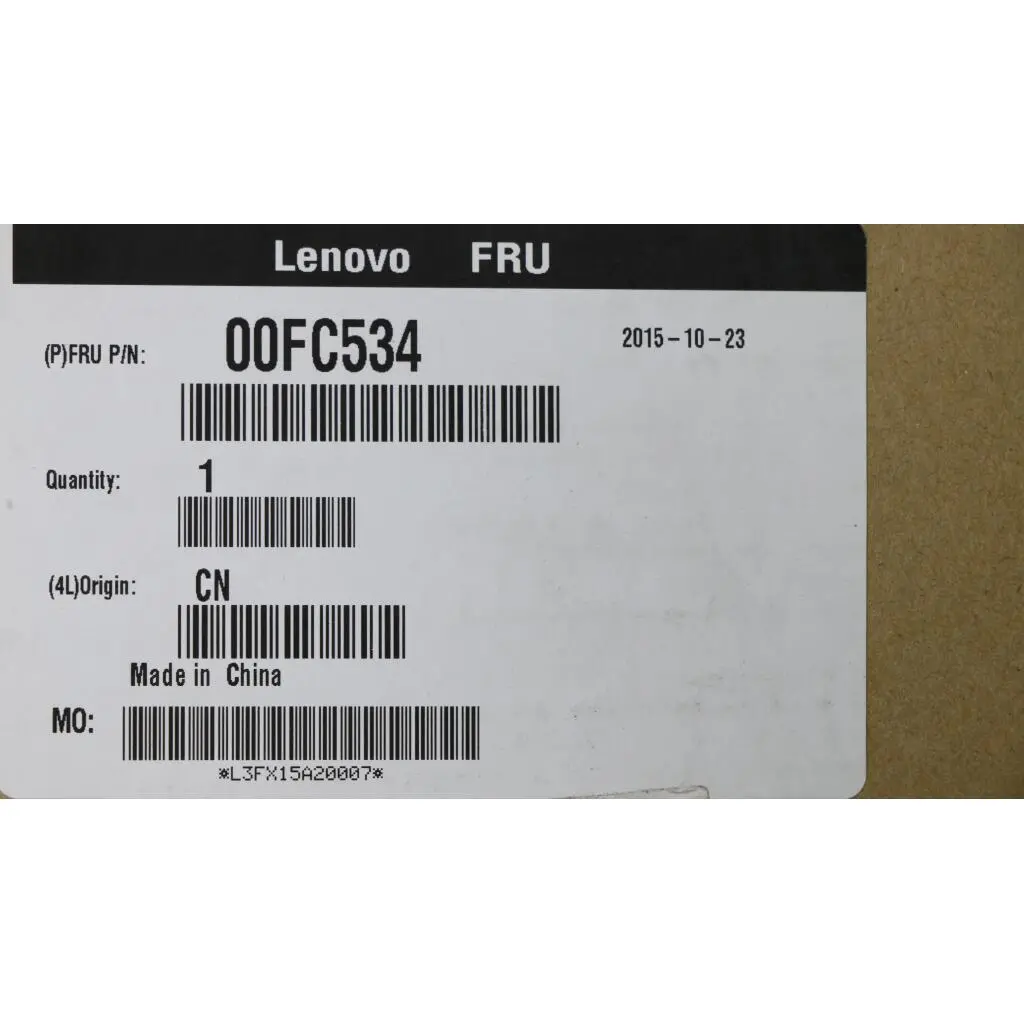 Lenovo FRU
(P)FRU P/N: 00FC534 2015-10-23
Quantity: 1
(4L)Origin: CN
Made in China
MO:
*L3FX15A20007*